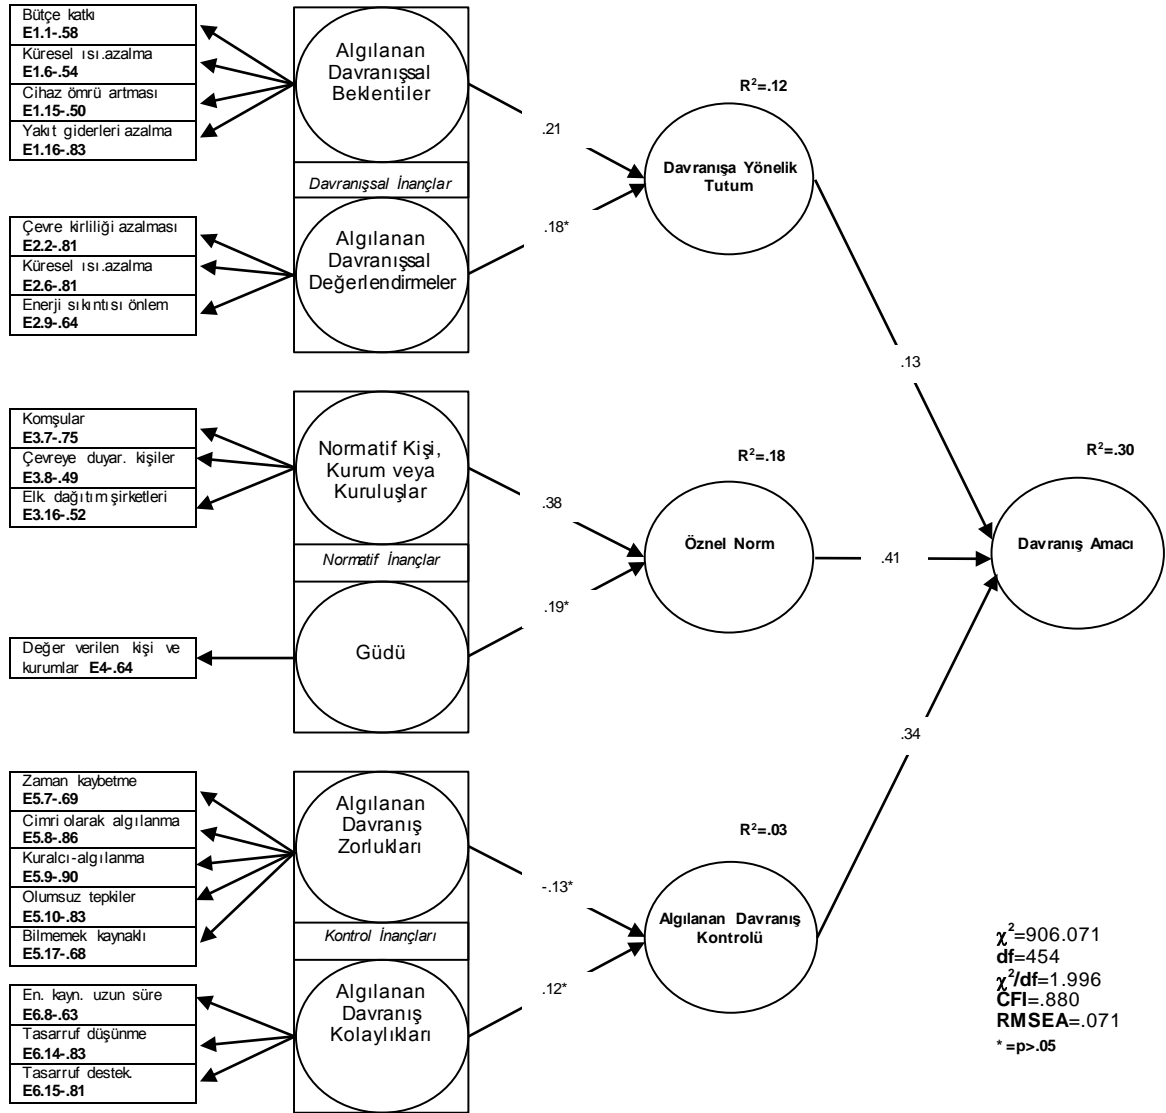 Bütçe katkı
E1.1-.58
Küresel ısı.azalma
E1.6-.54
Cihaz ömrü artması
E1.15-.50
Yakıt giderleri azalma
E1.16-.83
Algılanan
Davranışsal
Beklentiler
Davranışsal İnançlar
Çevre kirliliği azalması
E2.2-.81
Küresel ısı.azalma
E2.6-.81
Enerji sıkıntısı önlem
E2.9-.64
Algılanan
Davranışsal
Değerlendirmeler
.21
.18*
R²=.12
Davranışa Yönelik
Tutum
.13
Komşular
E3.7-.75
Çevreye duyar. kişiler
E3.8-.49
Elk. dağıtım şirketleri
E3.16-.52
Normatif Kişi,
Kurum veya
Kuruluşlar
Normatif İnançlar
Değer verilen kişi ve
kurumlar E4-.64
Güdü
.38
.19*
R²=.18
Öznel Norm
.41
R²=.30
Davranış Amacı
.34
Zaman kaybetme
E5.7-.69
Cimri olarak algılanma
E5.8-.86
Kuralcı-algılanma
E5.9-.90
Olumsuz tepkiler
E5.10-.83
Bilmemek kaynaklı
E5.17-.68
Algılanan
Davranış
Zorlukları
Kontrol İnançları
En. kayn. uzun süre
E6.8-.63
Tasarruf düşünme
E6.14-.83
Tasarruf destek.
E6.15-.81
Algılanan
Davranış
Kolaylıkları
-.13*
.12*
R²=.03
Algılanan Davranış
Kontrolü
χ²=906.071
df=454
χ²/df=1.996
CFI=.880
RMSEA=.071
* =p>.05